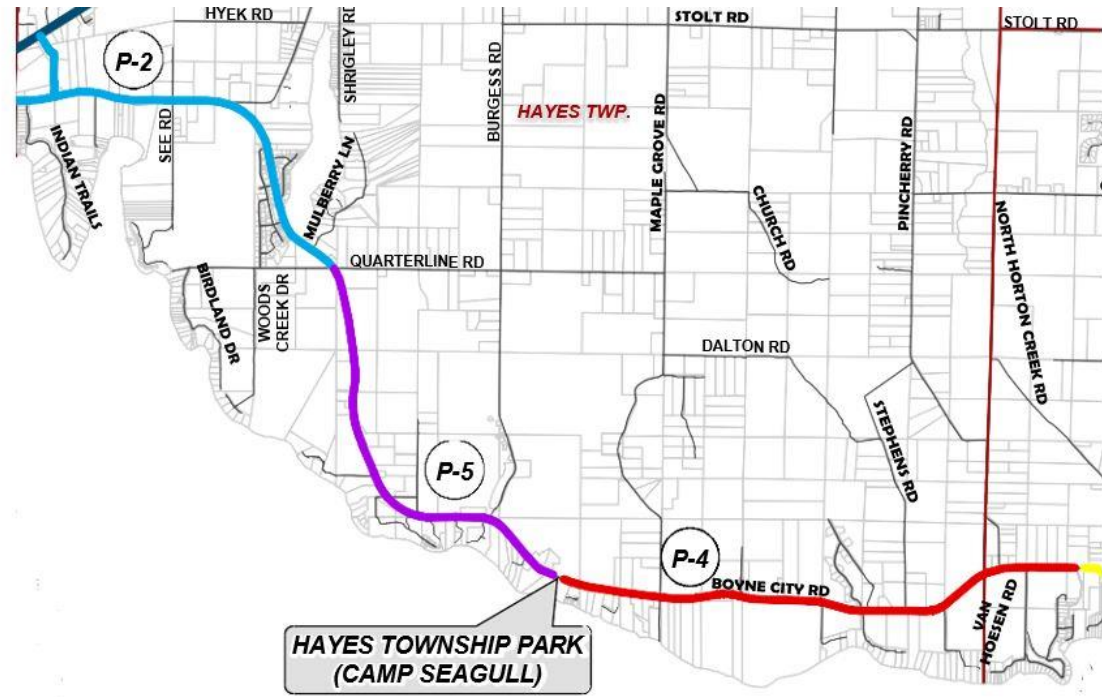 HYEK RD
SHRIGLEY RD
STOLT RD
STOLT RD
P-2
BURGESS RD
HAYES TWP.
MAPLE GROVE RD
PINCHERRY RD
SEE RD
INDIAN TRAILS
MULBERRY LN
CHURCH RD
NORTH HORTON CREEK RD
QUARTERLINE RD
BIRDLAND DR
WOODS
CREEK DR
DALTON RD
STEPHENS RD
P-5
P-4
BOYNE CITY RD
VAN
HOESEN RD
HAYES TOWNSHIP PARK
(CAMP SEAGULL)